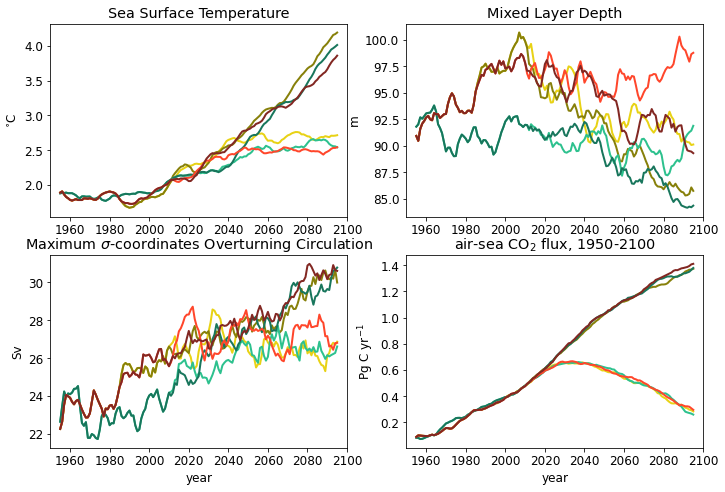 Sea Surface Temperature
°C
4.0
3.5
3.0
2.5
2.0
1960 1980 2000 2020 2040 2060 2080 2100
Mixed Layer Depth
m
100.0
97.5
95.0
92.5
90.0
87.5
85.0
1960 1980 2000 2020 2040 2060 2080 2100
Maximum σ-coordinates Overturning Circulation
Sv
30
28
26
24
22
1960 1980 2000 2020 2040 2060 2080 2100
year
air-sea CO₂ flux, 1950-2100
Pg C yr⁻¹
1.4
1.2
1.0
0.8
0.6
0.4
0.2
1960 1980 2000 2020 2040 2060 2080 2100
year